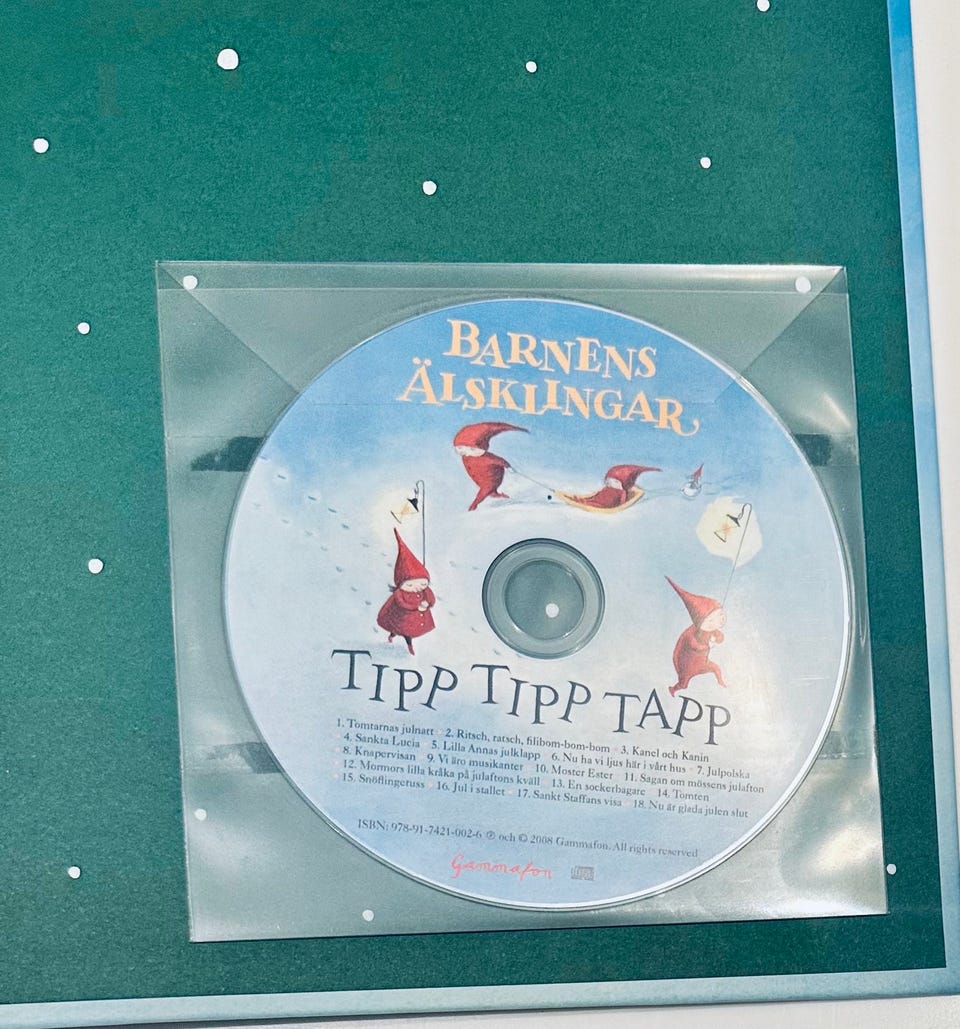 BARNENS
ÄLSKLINGAR
TIPP TIPP TAPP
1. Tomtarnas julnatt • 2. Ritsch, ratsch, filibom-bom-bom • 3. Kanel och Kanin
• 4. Sankta Lucia • 5. Lilla Annas julklapp • 6. Nu ha vi ljus här i vårt hus • 7. Julpolska
• 8. Knapervisan • 9. Vi äro musikanter • 10. Moster Ester • 11. Sagan om mössens julafton
• 12. Mormors lilla kråka på julaftons kväll • 13. En sockerbagare • 14. Tomten
• 15. Snöflingeruss • 16. Jul i stallet • 17. Sankt Staffans visa • 18. Nu är glada julen slut
ISBN: 978-91-7421-002-6 ℗ och © 2008 Gammafon. All rights reserved
Gammafon